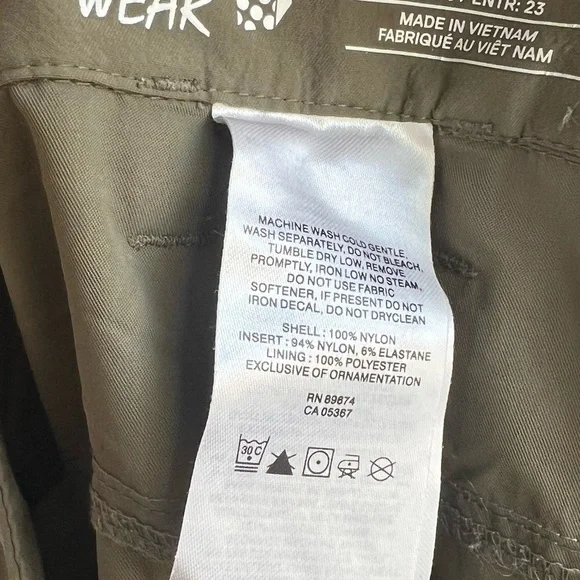 WEAR
ENTR: 23
MADE IN VIETNAM
FABRIQUÉ AU VIÊT NAM
MACHINE WASH COLD GENTLE.
WASH SEPARATELY, DO NOT BLEACH,
TUMBLE DRY LOW, REMOVE
PROMPTLY, IRON LOW NO STEAM,
DO NOT USE FABRIC
SOFTENER, IF PRESENT DO NOT
IRON DECAL, DO NOT DRYCLEAN
SHELL : 100% NYLON
INSERT : 94% NYLON, 6% ELASTANE
LINING : 100% POLYESTER
EXCLUSIVE OF ORNAMENTATION
RN 89674
CA 05367
30 C